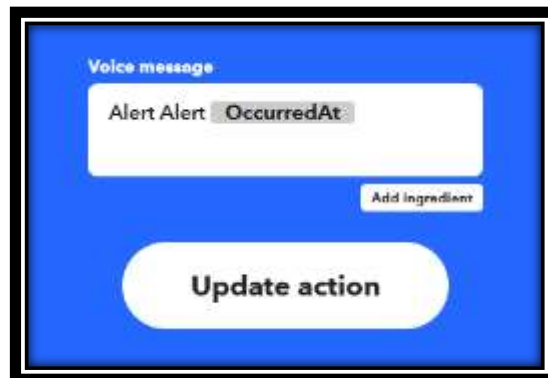 Voice message
Alert Alert OccurredAt
Add ingredient
Update action